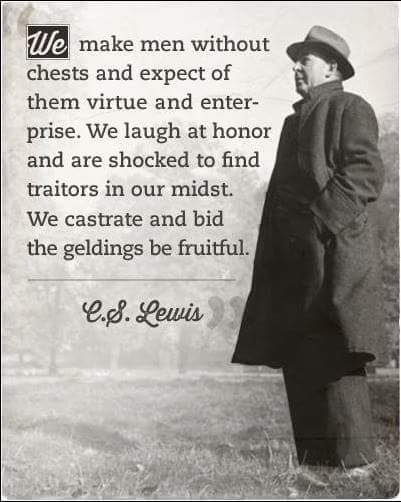 We make men without
chests and expect of
them virtue and enter-
prise. We laugh at honor
and are shocked to find
traitors in our midst.
We castrate and bid
the geldings be fruitful.
C.S. Lewis ”